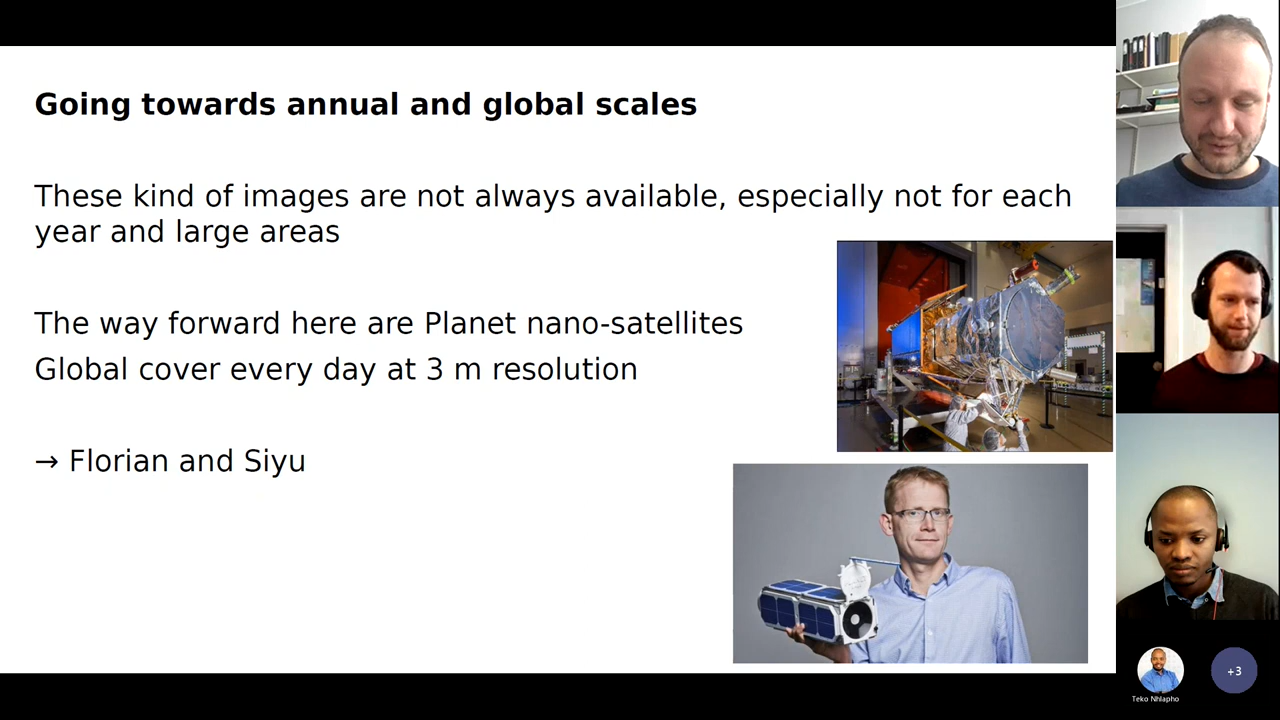 Going towards annual and global scales
These kind of images are not always available, especially not for each
year and large areas
The way forward here are Planet nano-satellites
Global cover every day at 3 m resolution
→ Florian and Siyu
Teko Nhlapho
+3